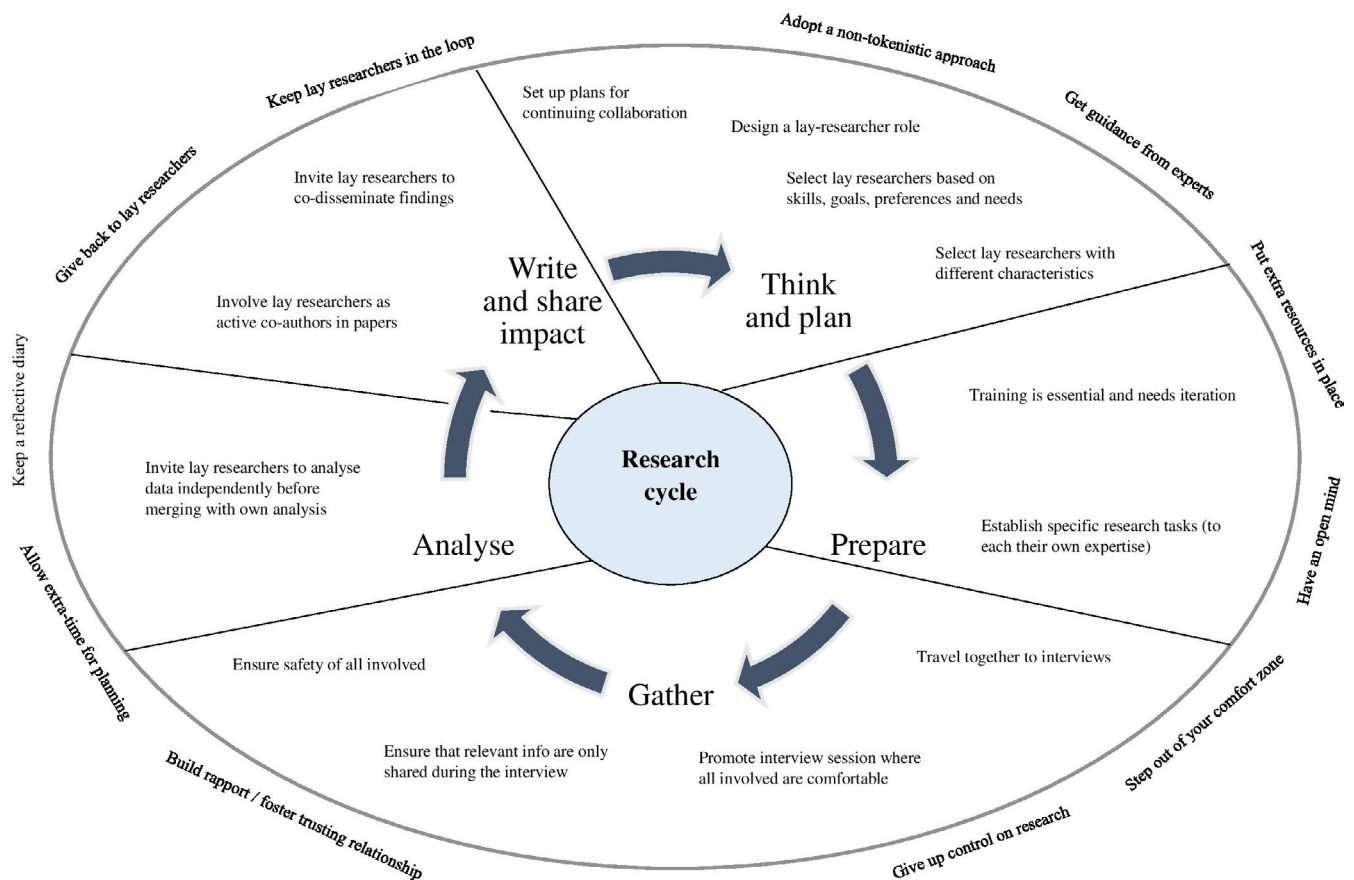 Adopt a non-tokenistic approach
Keep lay researchers in the loop
Get guidance from experts
Give back to lay researchers
Put extra resources in place
Keep a reflective diary
Have an open mind
Allow extra-time for planning
Step out of your comfort zone
Build rapport / foster trusting relationship
Give up control on research
Set up plans for
continuing collaboration
Design a lay-researcher role
Select lay researchers based on
skills, goals, preferences and needs
Select lay researchers with
different characteristics
Think
and plan
Training is essential and needs iteration
Establish specific research tasks (to
each their own expertise)
Prepare
Travel together to interviews
Promote interview session where
all involved are comfortable
Ensure that relevant info are only
shared during the interview
Ensure safety of all involved
Gather
Invite lay researchers to analyse
data independently before
merging with own analysis
Analyse
Involve lay researchers as
active co-authors in papers
Invite lay researchers to
co-disseminate findings
Write
and share
impact
Research
cycle